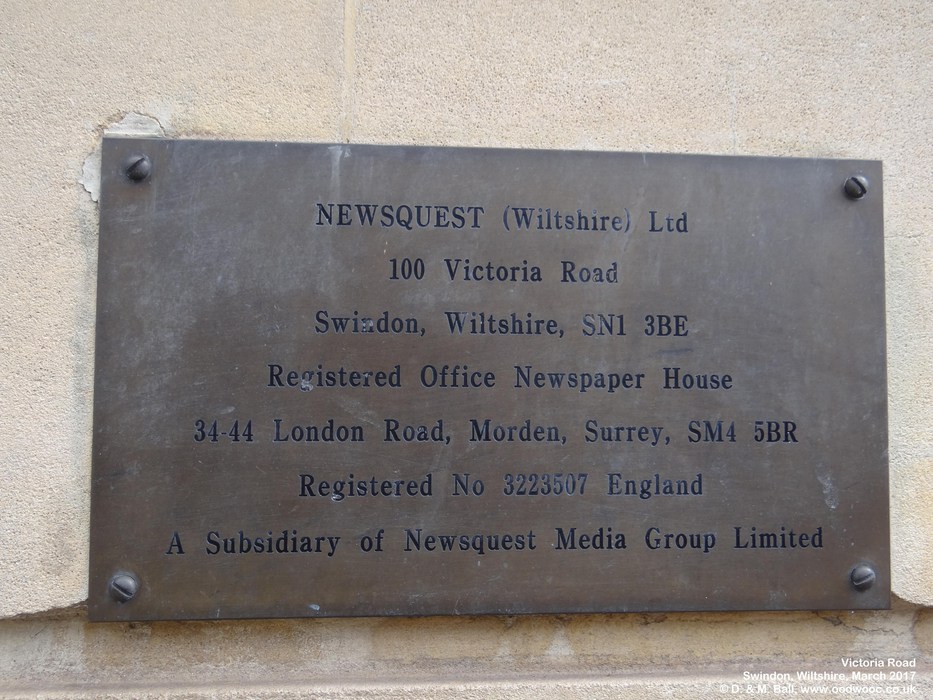 NEWSQUEST (Wiltshire) Ltd
100 Victoria Road
Swindon, Wiltshire, SN1 3BE
Registered Office Newspaper House
34-44 London Road, Morden, Surrey, SM4 5BR
Registered No 3223507 England
A Subsidiary of Newsquest Media Group Limited
Victoria Road
Swindon, Wiltshire, March 2017
© D. & M. Ball, www.oodwooc.co.uk